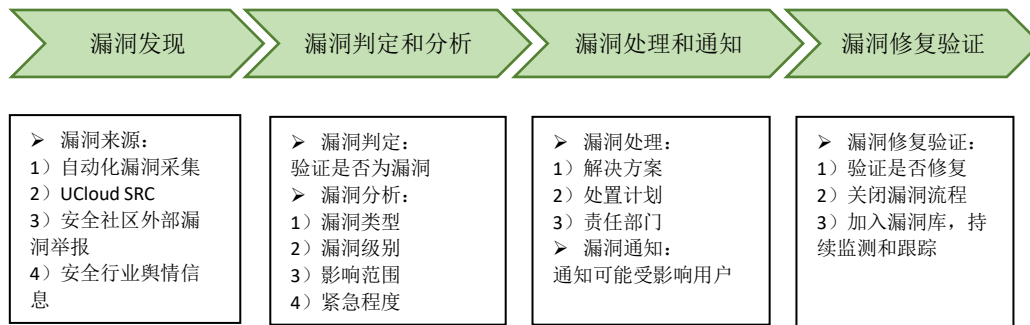 漏洞发现
漏洞判定和分析
漏洞处理和通知
漏洞修复验证
➢ 漏洞来源：
1）自动化漏洞采集
2）UCloud SRC
3）安全社区外部漏
洞举报
4）安全行业舆情信
息
➢ 漏洞判定：
验证是否为漏洞
➢ 漏洞分析：
1）漏洞类型
2）漏洞级别
3）影响范围
4）紧急程度
➢ 漏洞处理：
1）解决方案
2）处置计划
3）责任部门
➢ 漏洞通知：
通知可能受影响用户
➢ 漏洞修复验证：
1）验证是否修复
2）关闭漏洞流程
3）加入漏洞库，持
续监测和跟踪